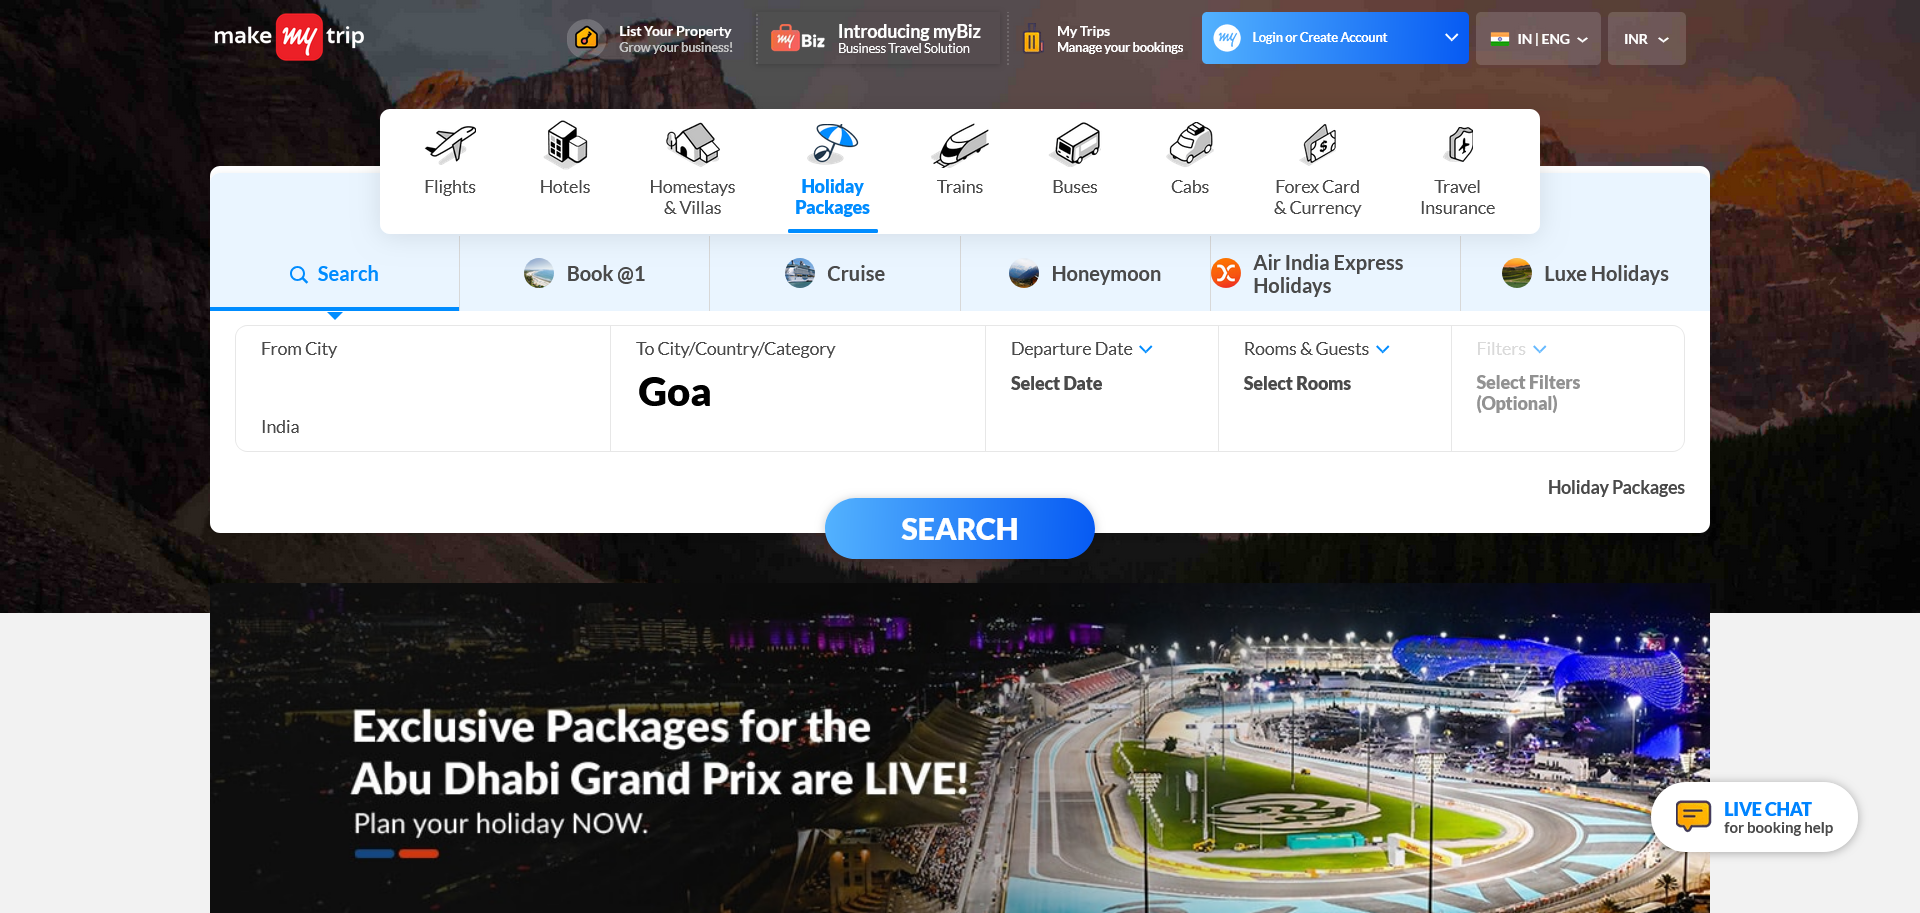 make my trip
List Your Property
Grow your business!
my Biz
Introducing myBiz
Business Travel Solution
My Trips
Manage your bookings
my
Login or Create Account
IN | ENG
INR
Flights
Hotels
Homestays
& Villas
Holiday
Packages
Trains
Buses
Cabs
Forex Card
& Currency
Travel
Insurance
Search
Book @1
Cruise
Honeymoon
Air India Express
Holidays
Luxe Holidays
From City
India
To City/Country/Category
Goa
Departure Date
Select Date
Rooms & Guests
Select Rooms
Filters
Select Filters
(Optional)
Holiday Packages
SEARCH
Exclusive Packages for the
Abu Dhabi Grand Prix are LIVE!
Plan your holiday NOW.
LIVE CHAT
for booking help